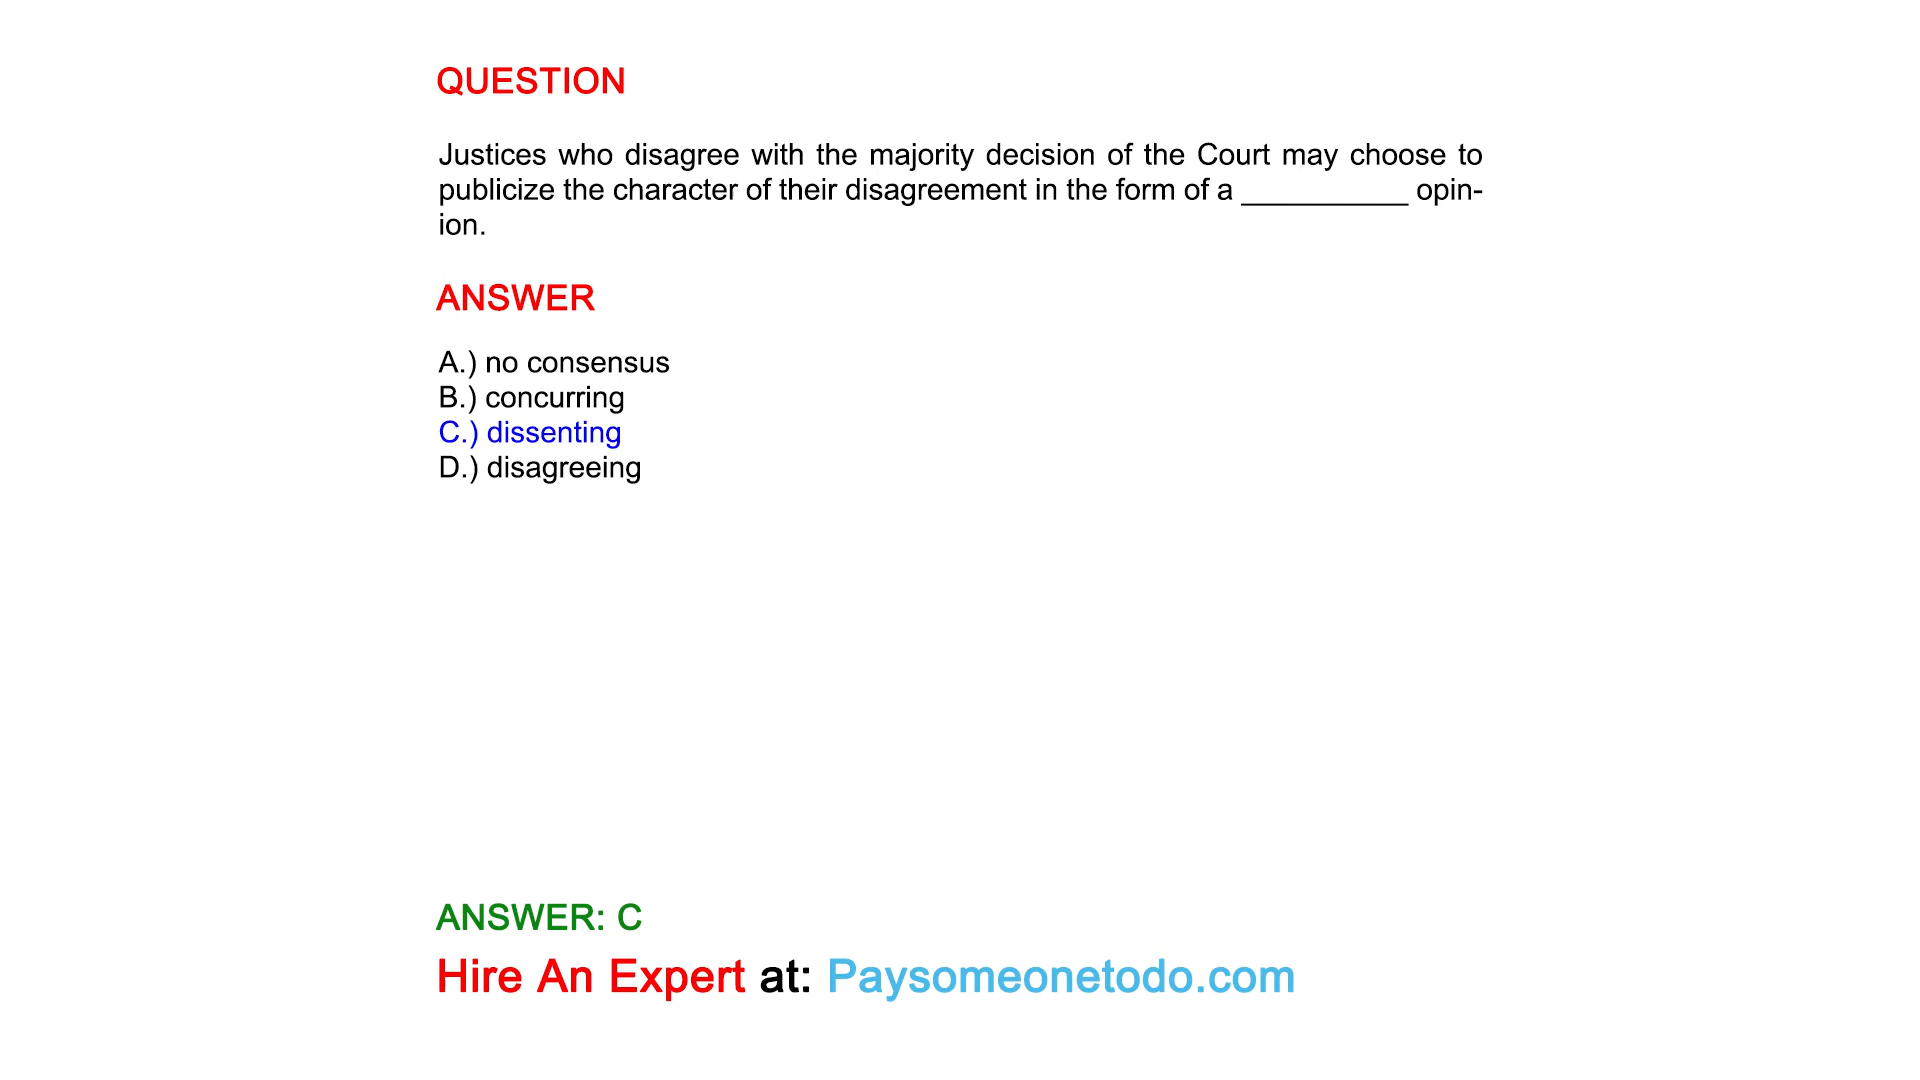 QUESTION
Justices who disagree with the majority decision of the Court may choose to
publicize the character of their disagreement in the form of a __________ opin-
ion.
ANSWER
A.) no consensus
B.) concurring
C.) dissenting
D.) disagreeing
ANSWER: C
Hire An Expert at: Paysomeonetodo.com